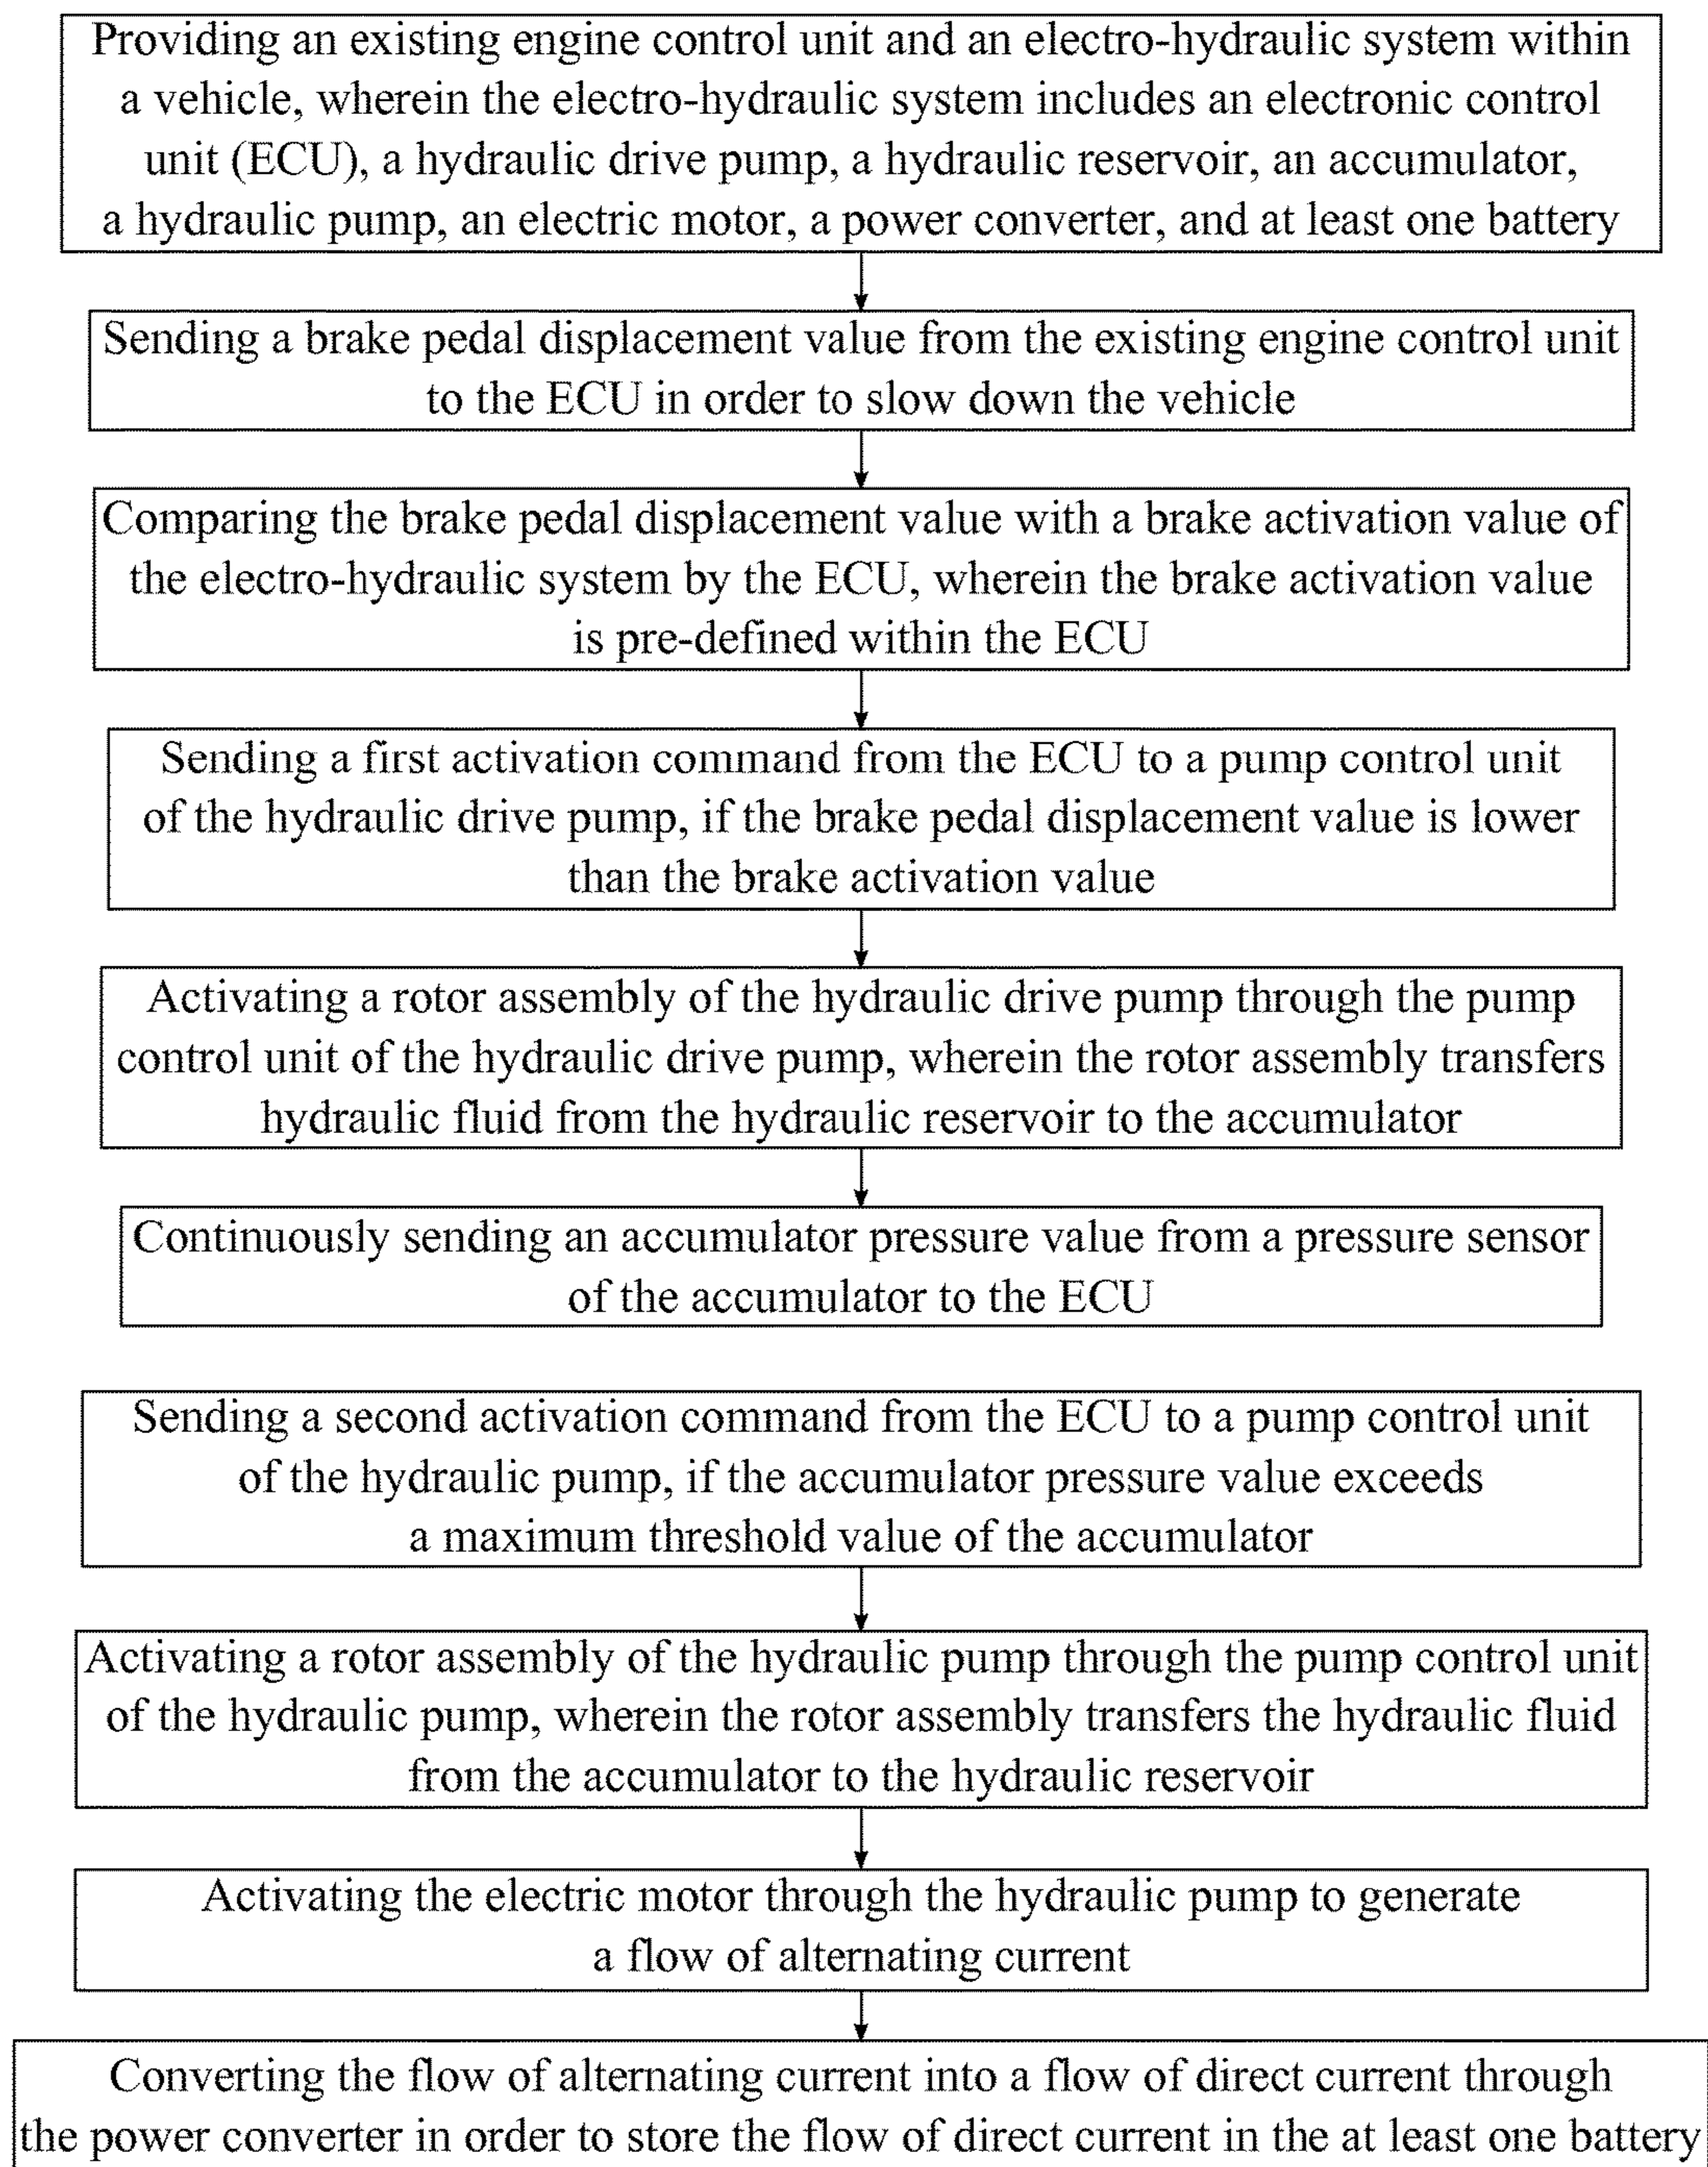 Providing an existing engine control unit and an electro-hydraulic system within
a vehicle, wherein the electro-hydraulic system includes an electronic control
unit (ECU), a hydraulic drive pump, a hydraulic reservoir, an accumulator,
a hydraulic pump, an electric motor, a power converter, and at least one battery
Sending a brake pedal displacement value from the existing engine control unit
to the ECU in order to slow down the vehicle
Comparing the brake pedal displacement value with a brake activation value of
the electro-hydraulic system by the ECU, wherein the brake activation value
is pre-defined within the ECU
Sending a first activation command from the ECU to a pump control unit
of the hydraulic drive pump, if the brake pedal displacement value is lower
than the brake activation value
Activating a rotor assembly of the hydraulic drive pump through the pump
control unit of the hydraulic drive pump, wherein the rotor assembly transfers
hydraulic fluid from the hydraulic reservoir to the accumulator
Continuously sending an accumulator pressure value from a pressure sensor
of the accumulator to the ECU
Sending a second activation command from the ECU to a pump control unit
of the hydraulic pump, if the accumulator pressure value exceeds
a maximum threshold value of the accumulator
Activating a rotor assembly of the hydraulic pump through the pump control unit
of the hydraulic pump, wherein the rotor assembly transfers the hydraulic fluid
from the accumulator to the hydraulic reservoir
Activating the electric motor through the hydraulic pump to generate
a flow of alternating current
Converting the flow of alternating current into a flow of direct current through
the power converter in order to store the flow of direct current in the at least one battery